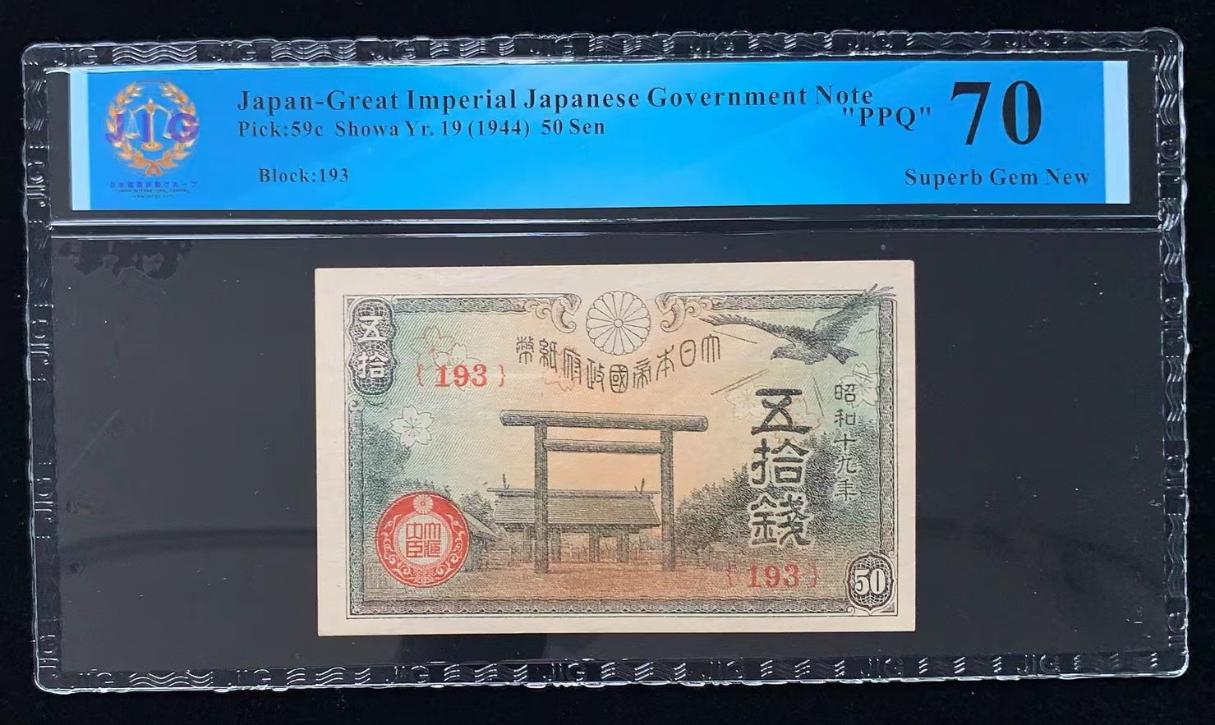 Japan-Great Imperial Japanese Government Note
Pick:59c Showa Yr. 19 (1944) 50 Sen
"PPQ"
70
Block:193
Superb Gem New
JIG
五拾
大日本帝國政府紙幣
{193}
昭和十九年
五拾錢
{193}
50